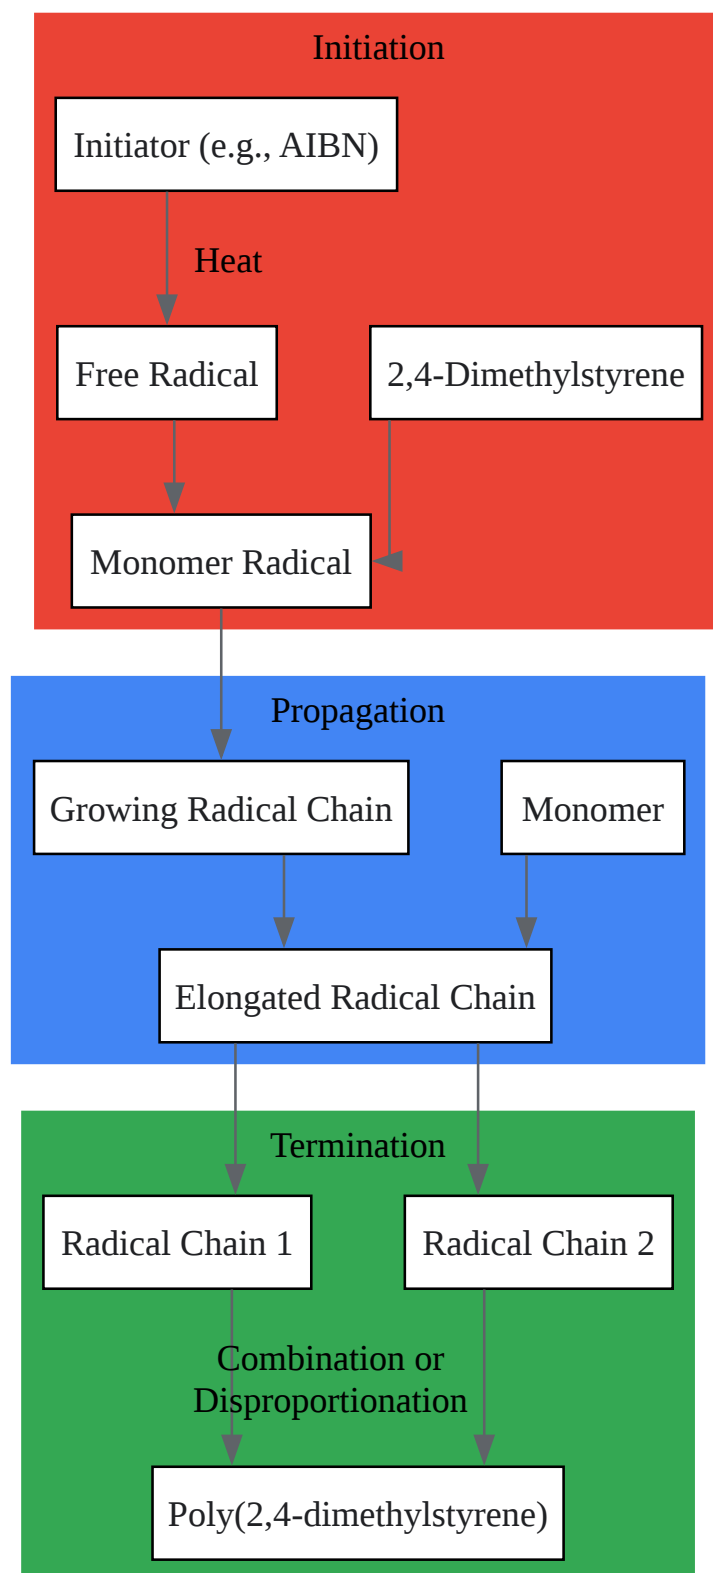 Initiation
Initiator (e.g., AIBN)
Heat
Free Radical
2,4-Dimethylstyrene
Monomer Radical
Propagation
Growing Radical Chain
Monomer
Elongated Radical Chain
Termination
Radical Chain 1
Radical Chain 2
Combination or
Disproportionation
Poly(2,4-dimethylstyrene)